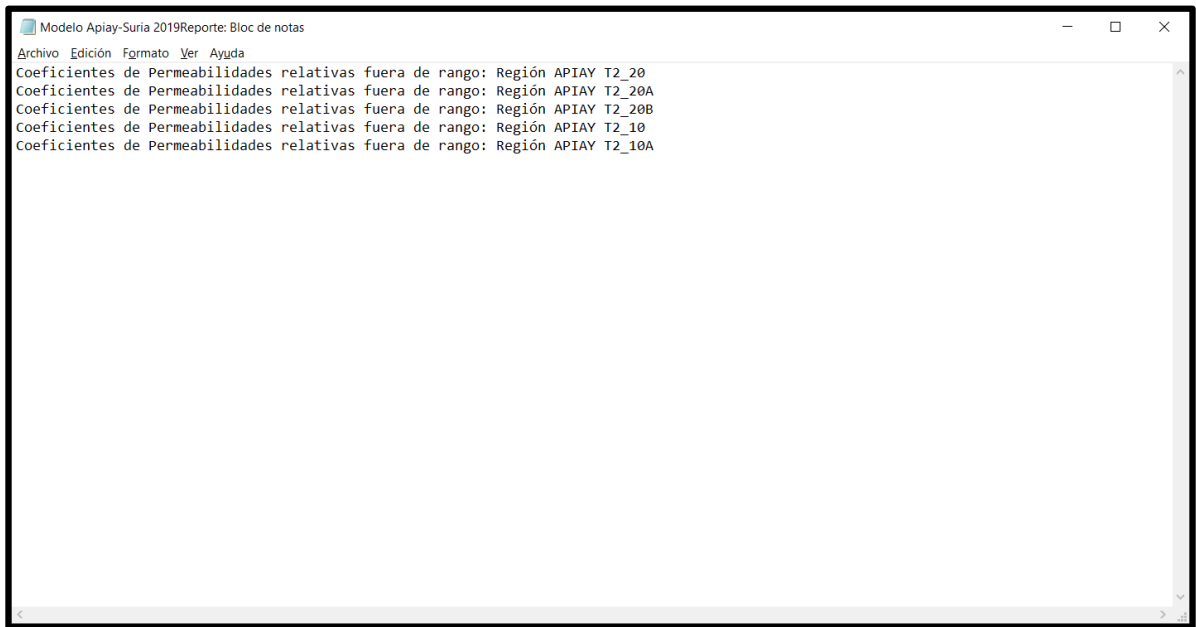 Modelo Apiay-Suria 2019Reporte: Bloc de notas
Archivo Edición Formato Ver Ayuda
Coeficientes de Permeabilidades relativas fuera de rango: Región APIAY T2_20
Coeficientes de Permeabilidades relativas fuera de rango: Región APIAY T2_20A
Coeficientes de Permeabilidades relativas fuera de rango: Región APIAY T2_20B
Coeficientes de Permeabilidades relativas fuera de rango: Región APIAY T2_10
Coeficientes de Permeabilidades relativas fuera de rango: Región APIAY T2_10A